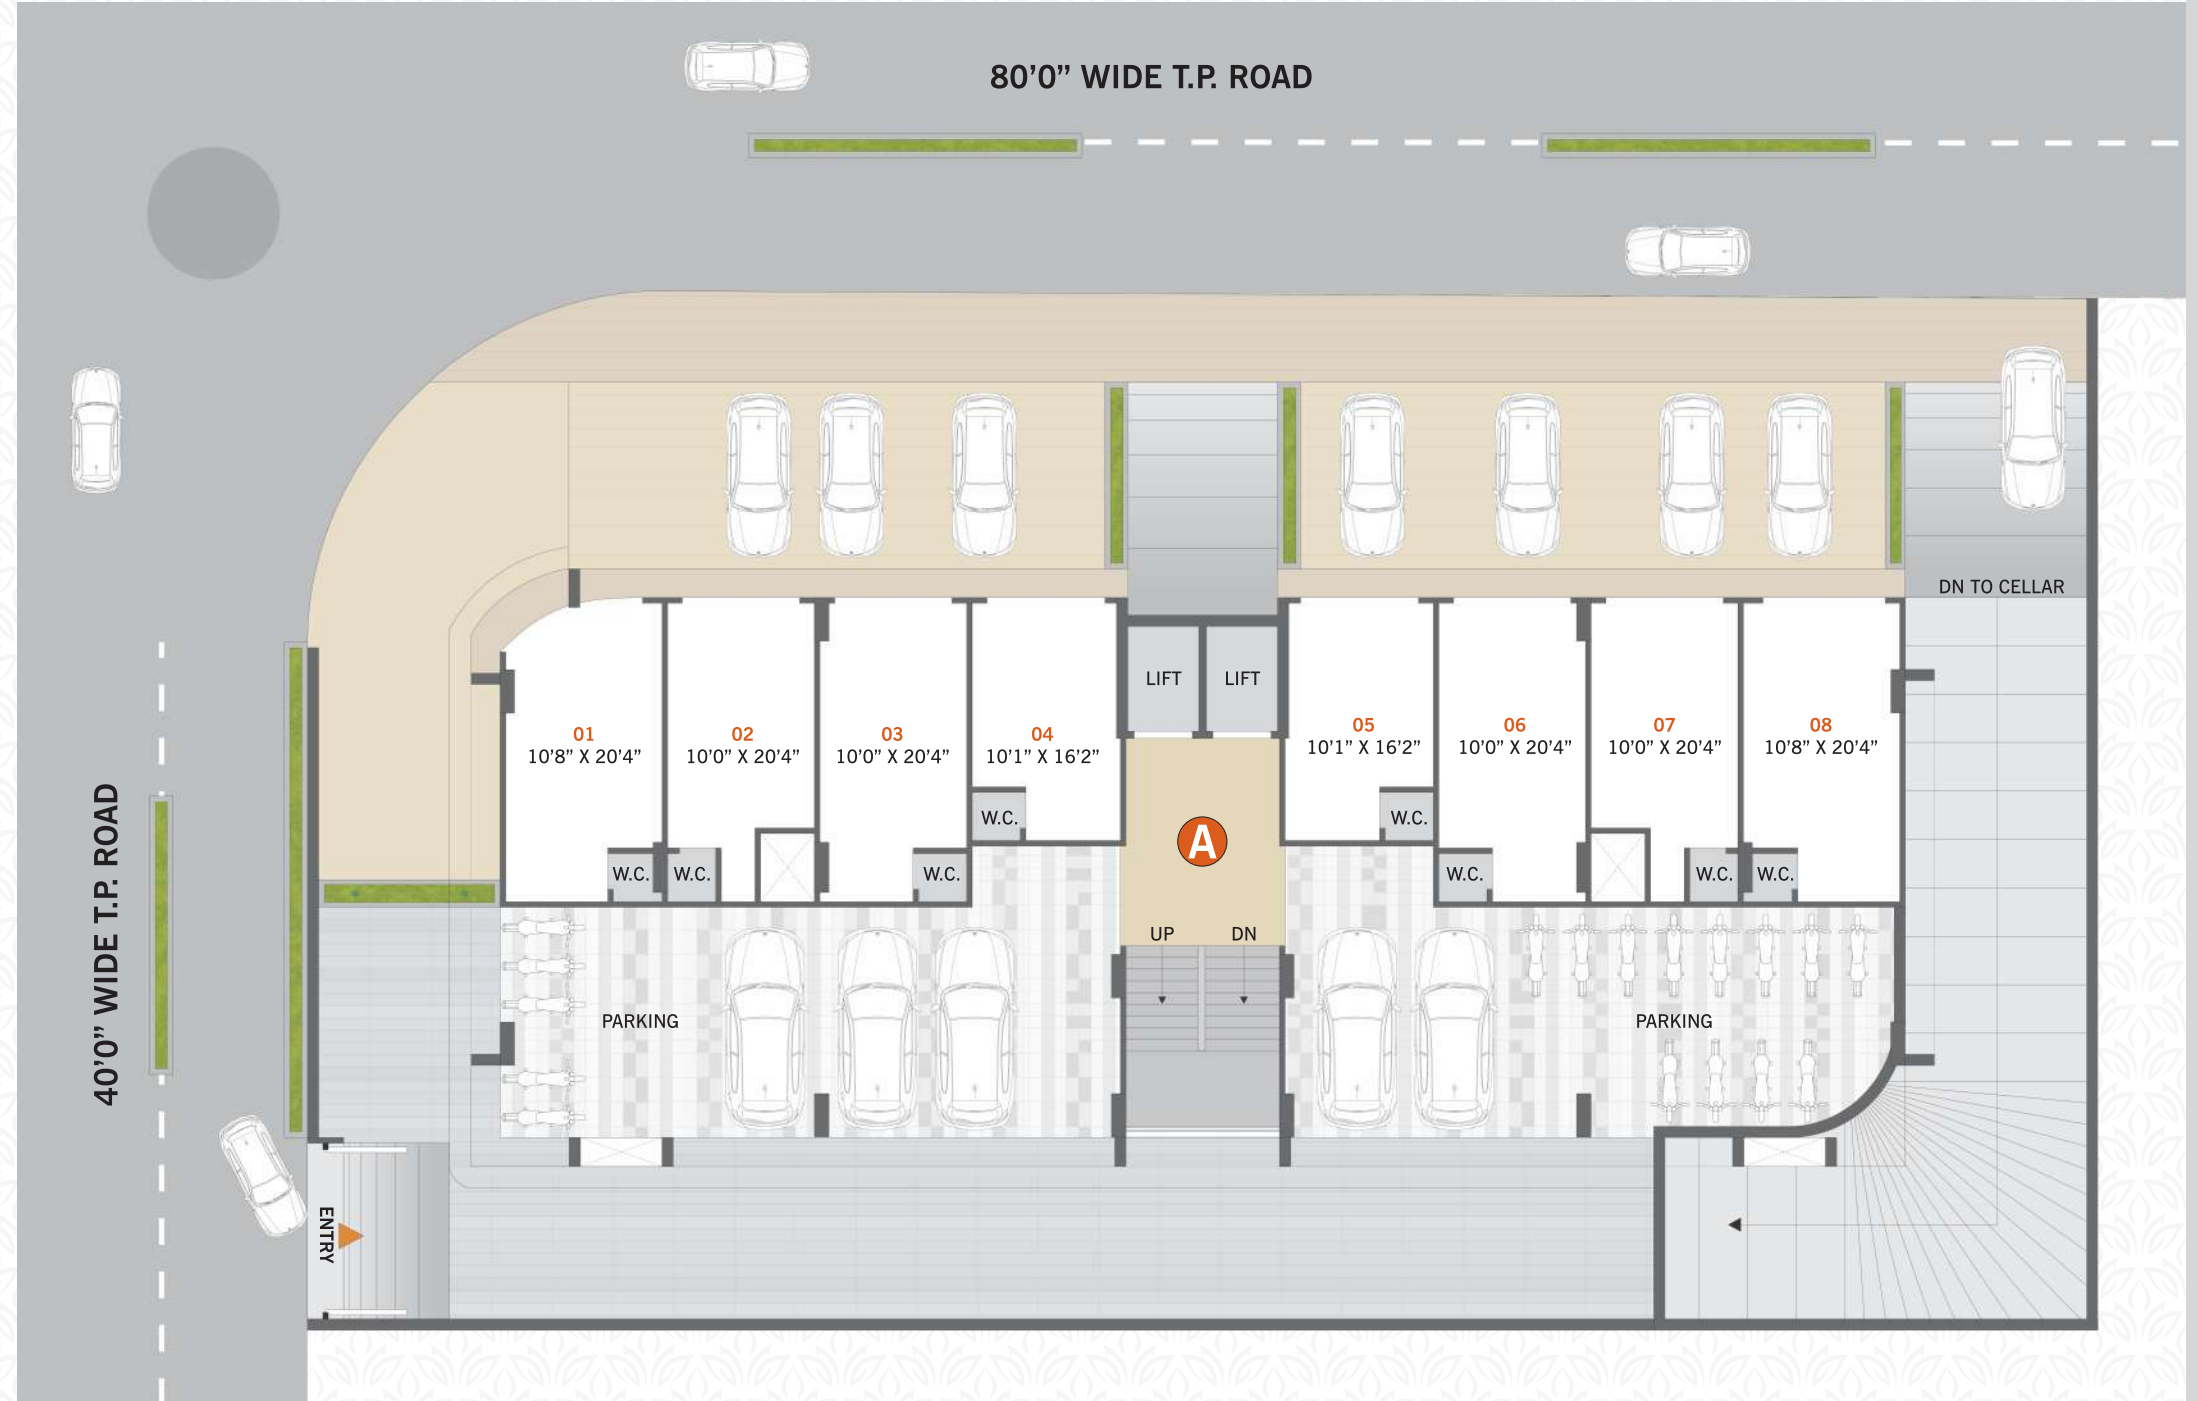 80’0” WIDE T.P. ROAD
DN TO CELLAR
LIFT
LIFT
01
10’8” X 20’4”
02
10’0” X 20’4”
03
10’0” X 20’4”
04
10’1” X 16’2”
05
10’1” X 16’2”
06
10’0” X 20’4”
07
10’0” X 20’4”
08
10’8” X 20’4”
W.C.
W.C.
W.C.
W.C.
W.C.
W.C.
W.C.
W.C.
A
UP
DN
PARKING
PARKING
40’0” WIDE T.P. ROAD
ENTRY